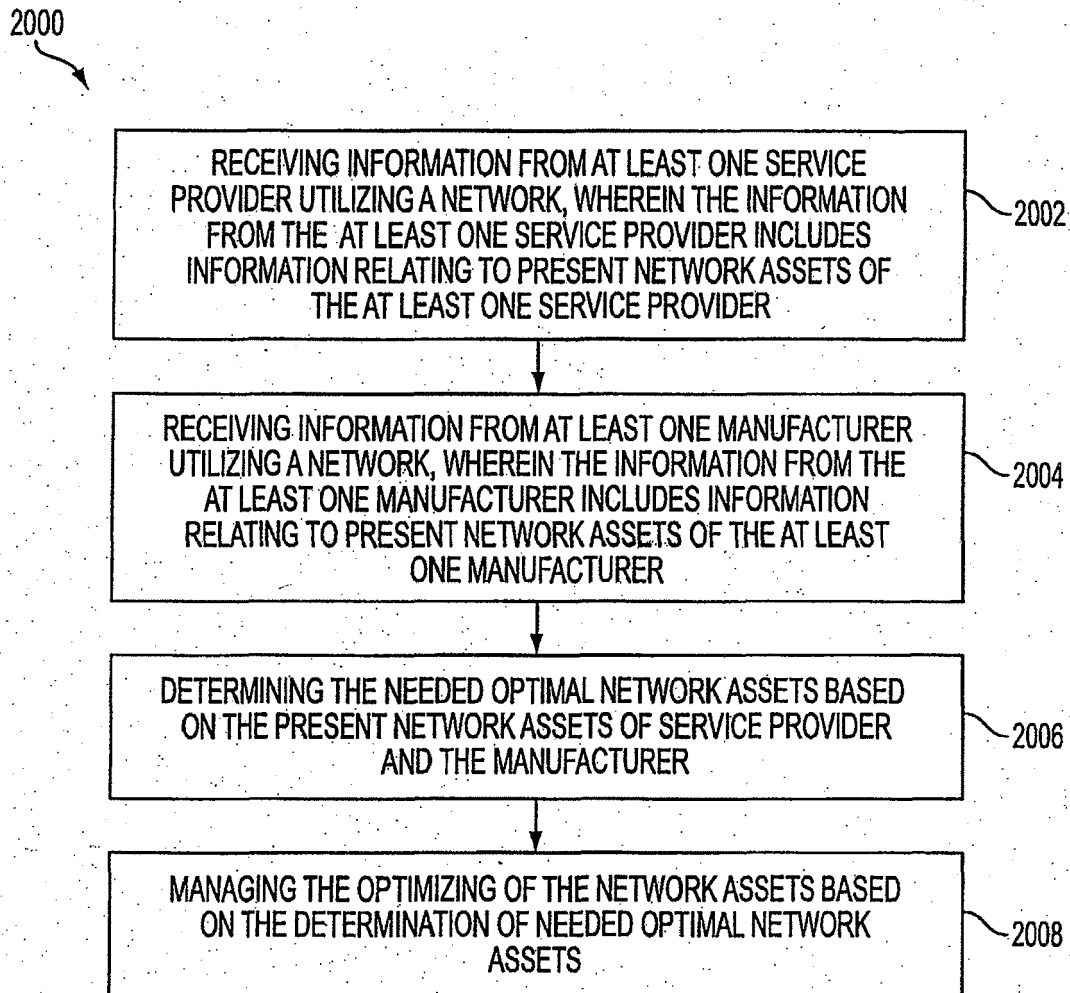 2000
RECEIVING INFORMATION FROM AT LEAST ONE SERVICE
PROVIDER UTILIZING A NETWORK, WHEREIN THE INFORMATION
FROM THE AT LEAST ONE SERVICE PROVIDER INCLUDES
INFORMATION RELATING TO PRESENT NETWORK ASSETS OF
THE AT LEAST ONE SERVICE PROVIDER
2002
RECEIVING INFORMATION FROM AT LEAST ONE MANUFACTURER
UTILIZING A NETWORK, WHEREIN THE INFORMATION FROM THE
AT LEAST ONE MANUFACTURER INCLUDES INFORMATION
RELATING TO PRESENT NETWORK ASSETS OF THE AT LEAST
ONE MANUFACTURER
2004
DETERMINING THE NEEDED OPTIMAL NETWORK ASSETS BASED
ON THE PRESENT NETWORK ASSETS OF SERVICE PROVIDER
AND THE MANUFACTURER
2006
MANAGING THE OPTIMIZING OF THE NETWORK ASSETS BASED
ON THE DETERMINATION OF NEEDED OPTIMAL NETWORK
ASSETS
2008